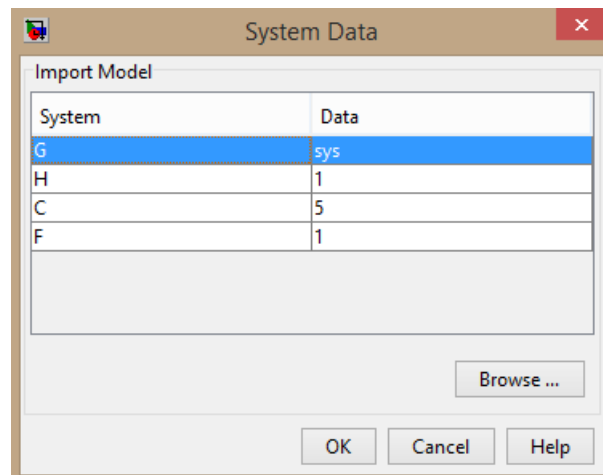 System Data
Import Model
System Data
G sys
H 1
C 5
F 1
Browse ...
OK Cancel Help